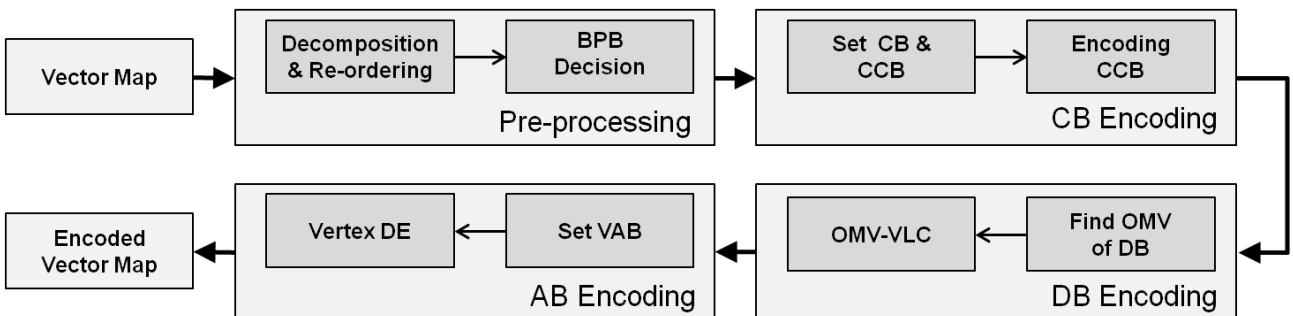 Vector Map
Decomposition
& Re-ordering
BPB
Decision
Pre-processing
Set CB &
CCB
Encoding
CCB
CB Encoding
Find OMV
of DB
OMV-VLC
DB Encoding
Set VAB
Vertex DE
AB Encoding
Encoded
Vector Map